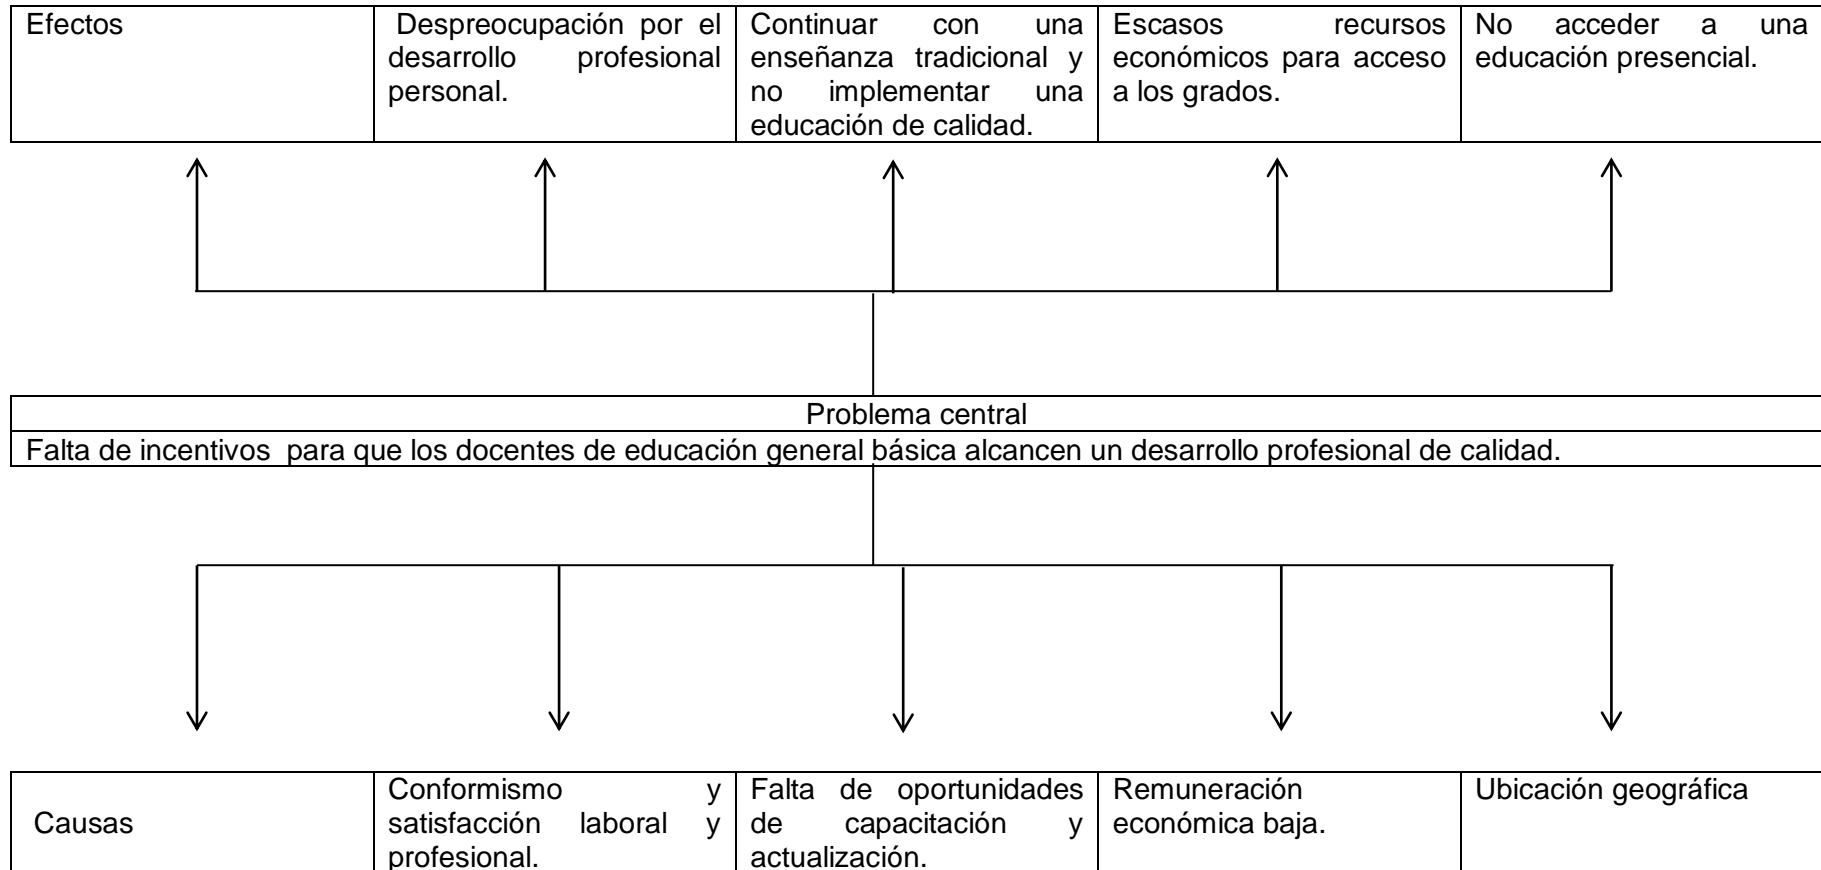 Efectos
Despreocupación por el
desarrollo profesional
personal.
Continuar con una
enseñanza tradicional y
no implementar una
educación de calidad.
Escasos recursos
económicos para acceso
a los grados.
No acceder a una
educación presencial.
Problema central
Falta de incentivos para que los docentes de educación general básica alcancen un desarrollo profesional de calidad.
Causas
Conformismo y
satisfacción laboral y
profesional.
Falta de oportunidades
de capacitación y
actualización.
Remuneración
económica baja.
Ubicación geográfica